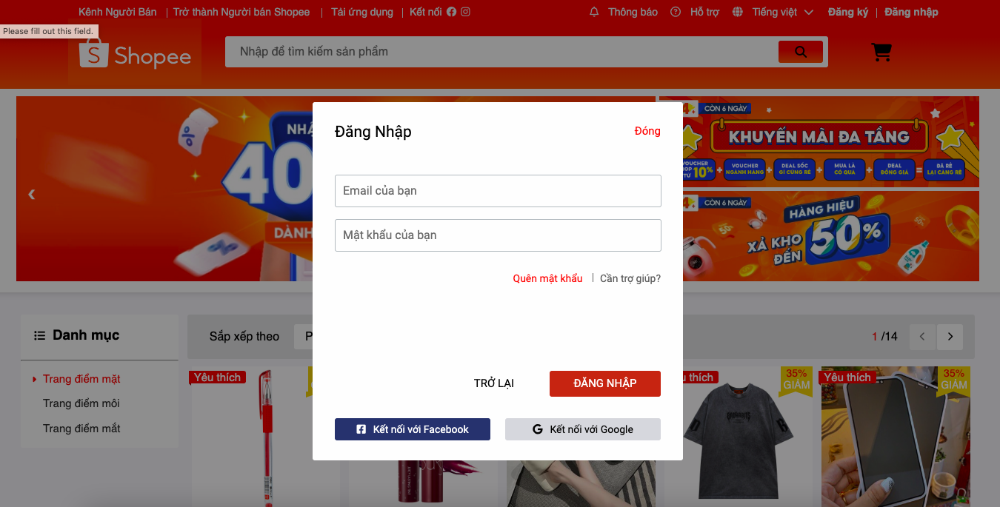 Kênh Người Bán | Trở thành Người bán Shopee | Tải ứng dụng | Kết nối
Thông báo Hỗ trợ Tiếng việt Đăng ký | Đăng nhập
Please fill out this field.
Shopee
Nhập để tìm kiếm sản phẩm
NHẬ
40
DÀNH
CÒN 6 NGÀY
KHUYẾN MÃI ĐA TẦNG
VOUCHER
10% + VOUCHER NGÀNH HÀNG + DEAL SỐC GÌ CŨNG RẺ + MUA LÀ CÓ QUÀ + DEAL ĐỒNG GIÁ = ĐÃ RẺ LẠI CÀNG RẺ
CÒN 6 NGÀY
HÀNG HIỆU
XẢ KHO 50%
ĐẾN
Đăng Nhập
Đóng
Email của bạn
Mật khẩu của bạn
Quên mật khẩu | Cần trợ giúp?
TRỞ LẠI
ĐĂNG NHẬP
Kết nối với Facebook
Kết nối với Google
Danh mục
Trang điểm mặt
Trang điểm môi
Trang điểm mắt
Sắp xếp theo
P
1 /14
Yêu thích
u thích
35%
GIẢM
Yêu thích
35%
GIẢM